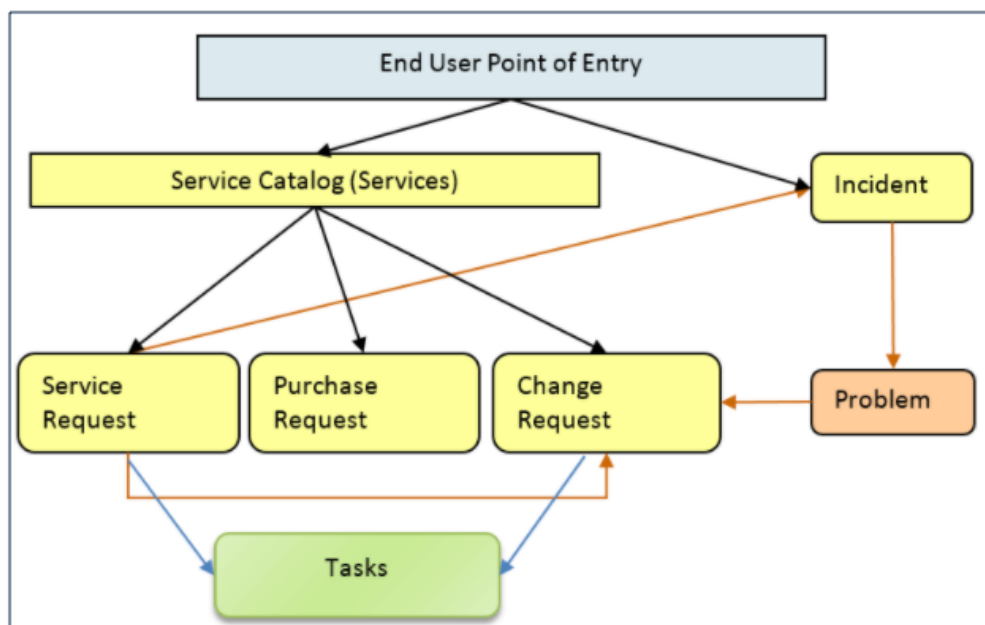 End User Point of Entry
Service Catalog (Services)
Incident
Service
Request
Purchase
Request
Change
Request
Problem
Tasks